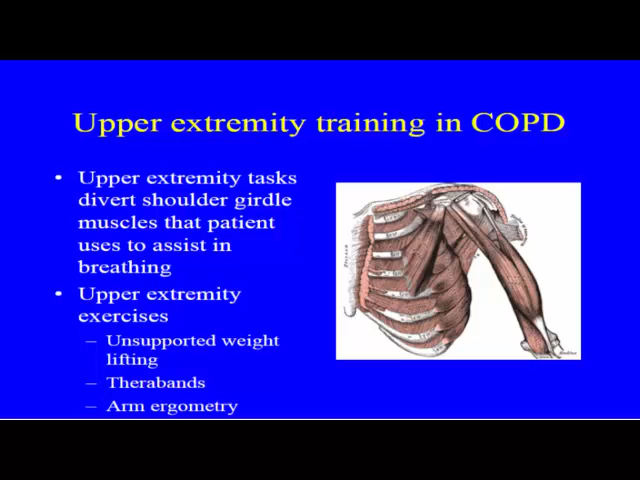 Upper extremity training in COPD
• Upper extremity tasks
divert shoulder girdle
muscles that patient
uses to assist in
breathing
• Upper extremity
exercises
– Unsupported weight
lifting
– Therabands
– Arm ergometry